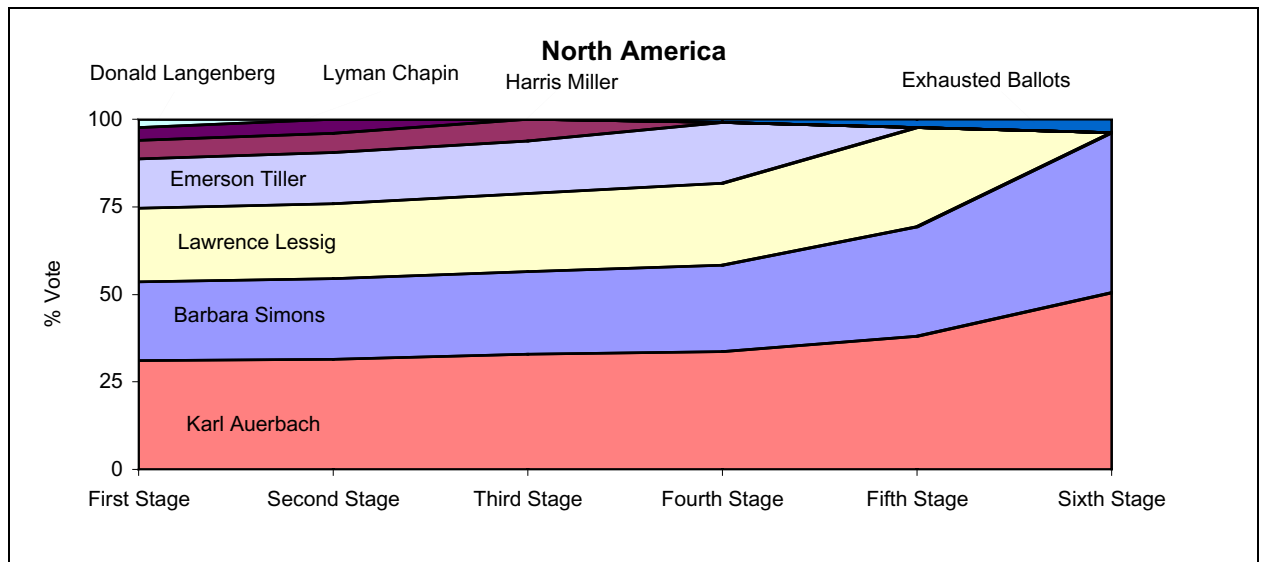 North America
Donald Langenberg
Lyman Chapin
Harris Miller
Exhausted Ballots
100
75
50
25
0
% Vote
Emerson Tiller
Lawrence Lessig
Barbara Simons
Karl Auerbach
First Stage
Second Stage
Third Stage
Fourth Stage
Fifth Stage
Sixth Stage